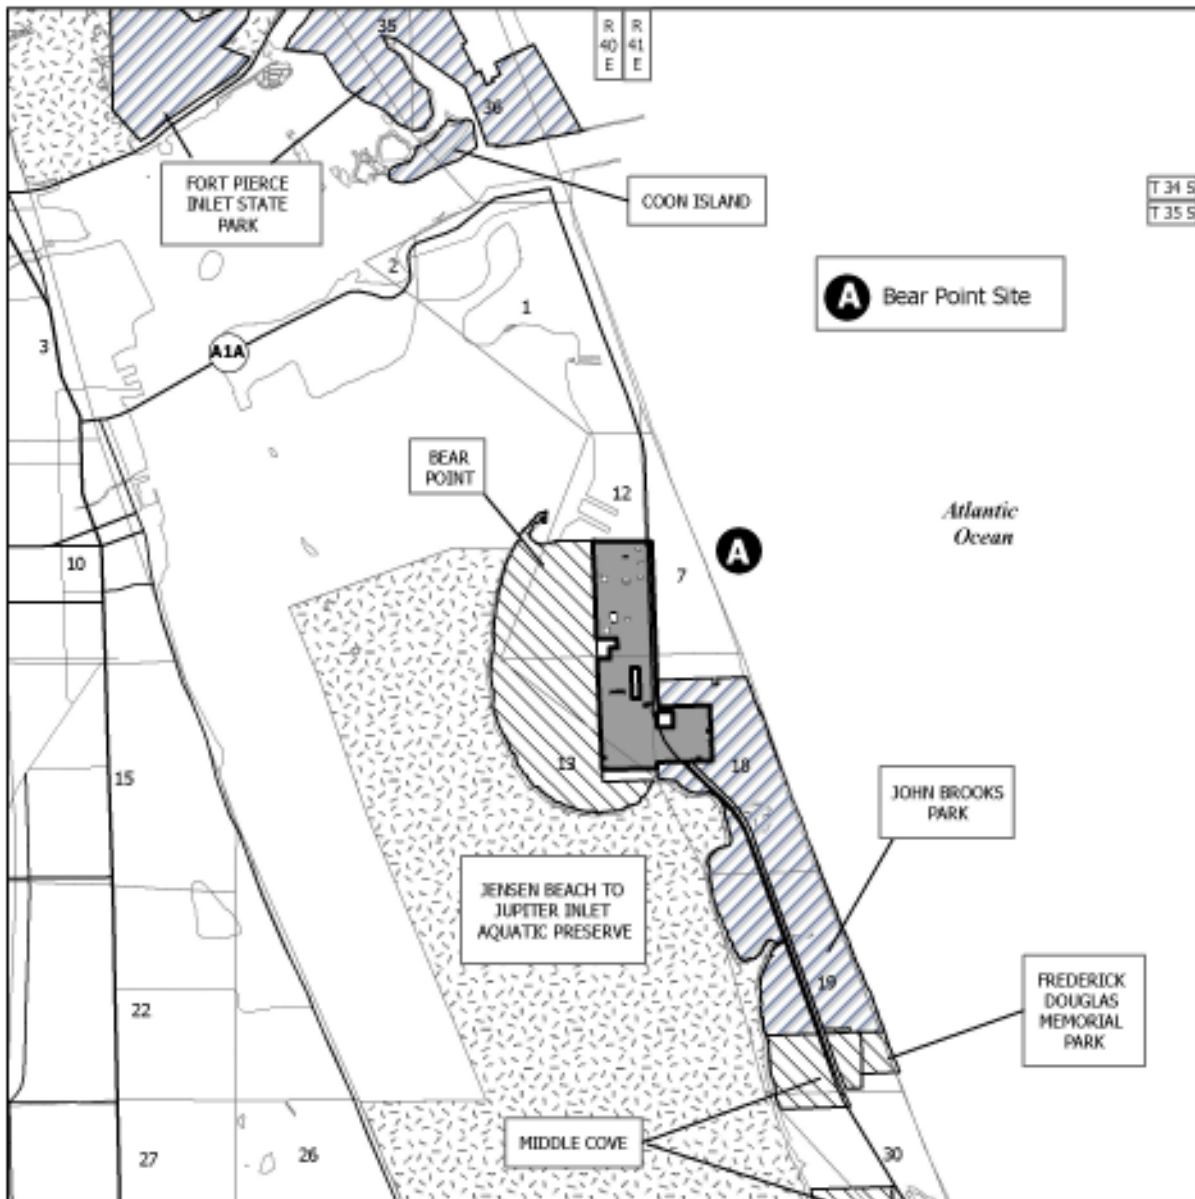 35
R
40
E
R
41
E
36
FORT PIERCE
INLET STATE
PARK
COON ISLAND
T 34 S
T 35 S
2
A Bear Point Site
1
3
A1A
BEAR
POINT
12
Atlantic
Ocean
A
10
7
13
18
15
JOHN BROOKS
PARK
JENSEN BEACH TO
JUPITER INLET
AQUATIC PRESERVE
19
FREDERICK
DOUGLAS
MEMORIAL
PARK
22
MIDDLE COVE
27
26
30